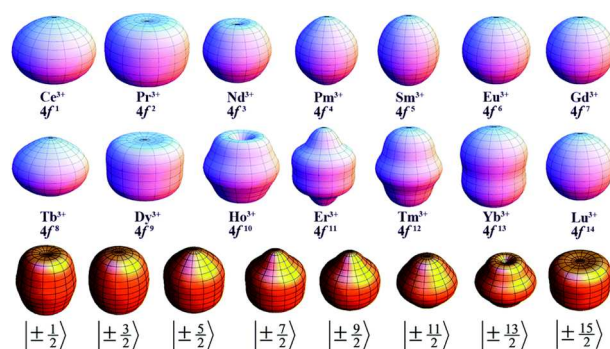 Ce³⁺ Pr³⁺ Nd³⁺ Pm³⁺ Sm³⁺ Eu³⁺ Gd³⁺
4f¹ 4f² 4f³ 4f⁴ 4f⁵ 4f⁶ 4f⁷
Tb³⁺ Dy³⁺ Ho³⁺ Er³⁺ Tm³⁺ Yb³⁺ Lu³⁺
4f⁸ 4f⁹ 4f¹⁰ 4f¹¹ 4f¹² 4f¹³ 4f¹⁴
|± 1/2⟩ |± 3/2⟩ |± 5/2⟩ |± 7/2⟩ |± 9/2⟩ |± 11/2⟩ |± 13/2⟩ |± 15/2⟩